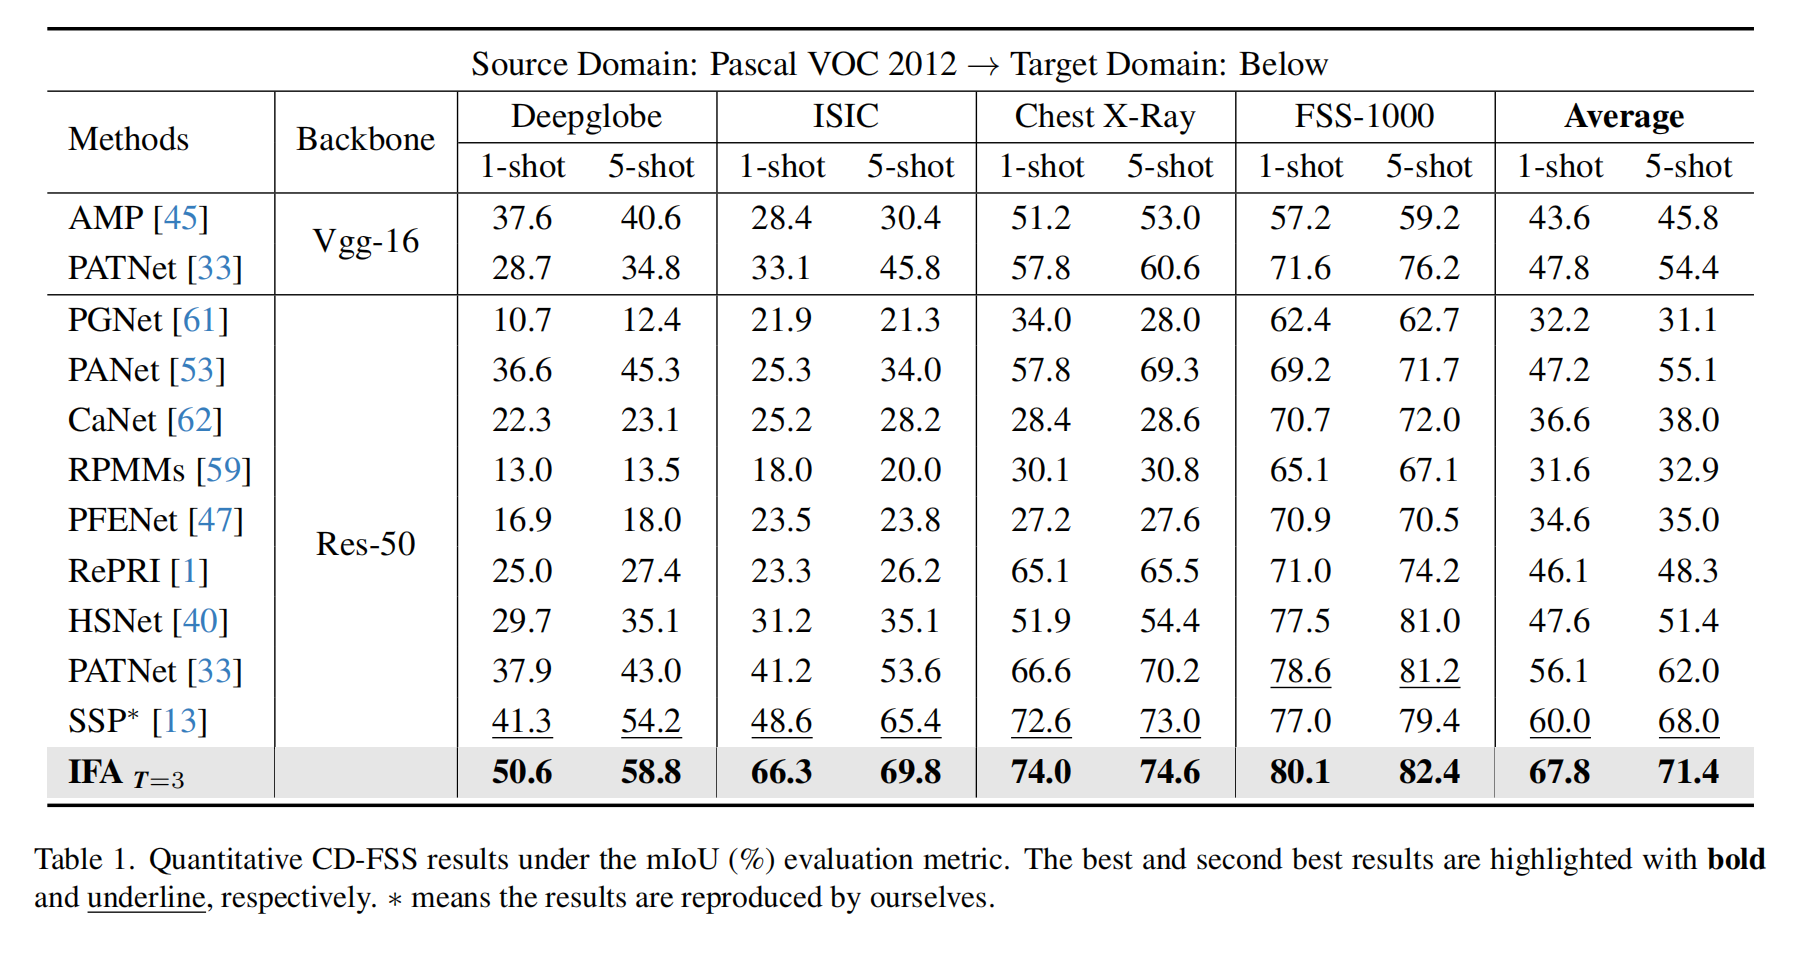 Source Domain: Pascal VOC 2012 → Target Domain: Below
Methods Backbone Deepglobe ISIC Chest X-Ray FSS-1000 Average
1-shot 5-shot 1-shot 5-shot 1-shot 5-shot 1-shot 5-shot 1-shot 5-shot
AMP [45] Vgg-16 37.6 40.6 28.4 30.4 51.2 53.0 57.2 59.2 43.6 45.8
PATNet [33] 28.7 34.8 33.1 45.8 57.8 60.6 71.6 76.2 47.8 54.4
PGNet [61] Res-50 10.7 12.4 21.9 21.3 34.0 28.0 62.4 62.7 32.2 31.1
PANet [53] 36.6 45.3 25.3 34.0 57.8 69.3 69.2 71.7 47.2 55.1
CaNet [62] 22.3 23.1 25.2 28.2 28.4 28.6 70.7 72.0 36.6 38.0
RPMMs [59] 13.0 13.5 18.0 20.0 30.1 30.8 65.1 67.1 31.6 32.9
PFENet [47] 16.9 18.0 23.5 23.8 27.2 27.6 70.9 70.5 34.6 35.0
RePRI [1] 25.0 27.4 23.3 26.2 65.1 65.5 71.0 74.2 46.1 48.3
HSNet [40] 29.7 35.1 31.2 35.1 51.9 54.4 77.5 81.0 47.6 51.4
PATNet [33] 37.9 43.0 41.2 53.6 66.6 70.2 78.6 81.2 56.1 62.0
SSP* [13] 41.3 54.2 48.6 65.4 72.6 73.0 77.0 79.4 60.0 68.0
IFA T=3 50.6 58.8 66.3 69.8 74.0 74.6 80.1 82.4 67.8 71.4
Table 1. Quantitative CD-FSS results under the mIoU (%) evaluation metric. The best and second best results are highlighted with bold
and underline, respectively. * means the results are reproduced by ourselves.